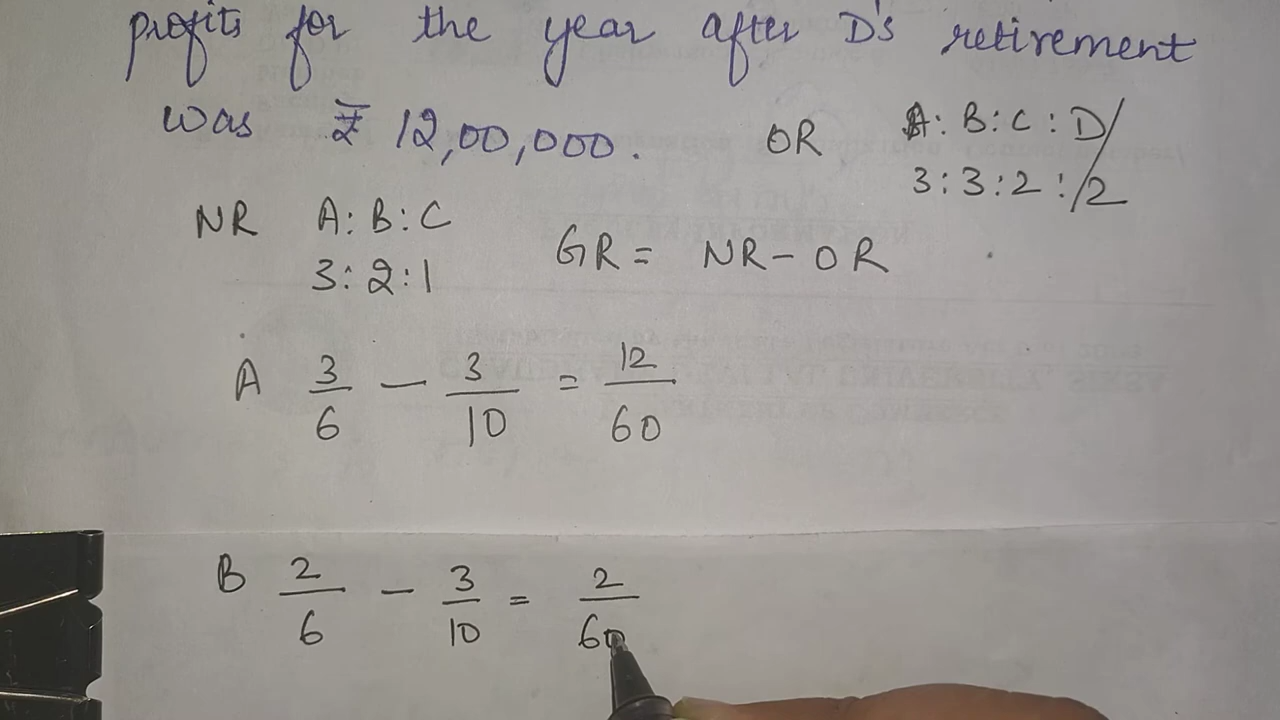 profits for the year after D's retirement
was ₹ 12,00,000.
OR A:B:C:D/
3:3:2:/2
NR A:B:C
3:2:1
GR = NR - OR
A 3/6 - 3/10 = 12/60
B 2/6 - 3/10 = 2/60